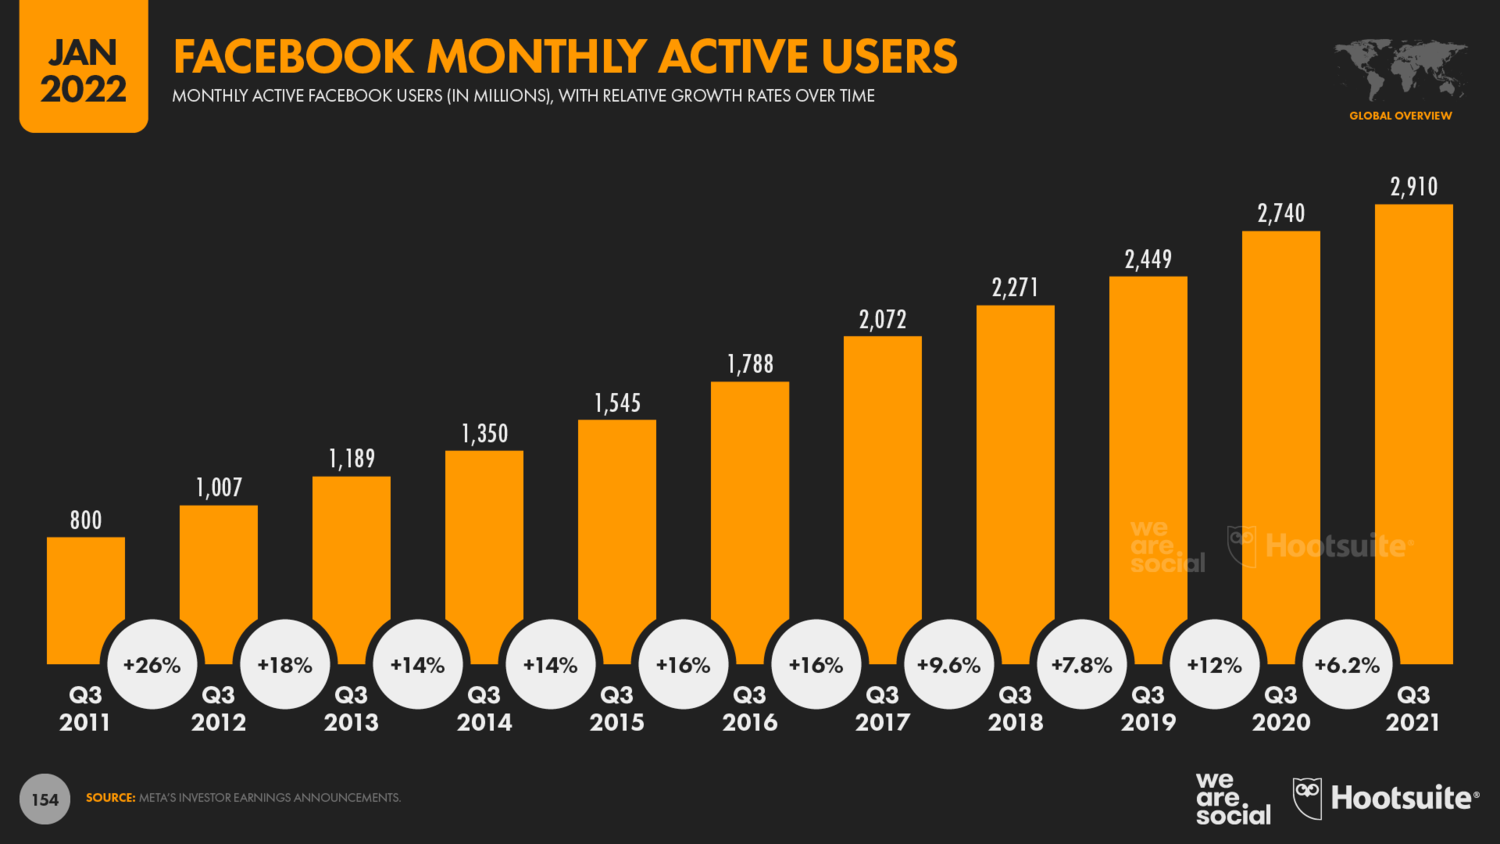 JAN
2022
FACEBOOK MONTHLY ACTIVE USERS
MONTHLY ACTIVE FACEBOOK USERS (IN MILLIONS), WITH RELATIVE GROWTH RATES OVER TIME
GLOBAL OVERVIEW
800
1,007
1,189
1,350
1,545
1,788
2,072
2,271
2,449
2,740
2,910
we
are
social
Hootsuite®
+26%
+18%
+14%
+14%
+16%
+16%
+9.6%
+7.8%
+12%
+6.2%
Q3
2011
Q3
2012
Q3
2013
Q3
2014
Q3
2015
Q3
2016
Q3
2017
Q3
2018
Q3
2019
Q3
2020
Q3
2021
154
SOURCE: META'S INVESTOR EARNINGS ANNOUNCEMENTS.
we
are
social
Hootsuite®